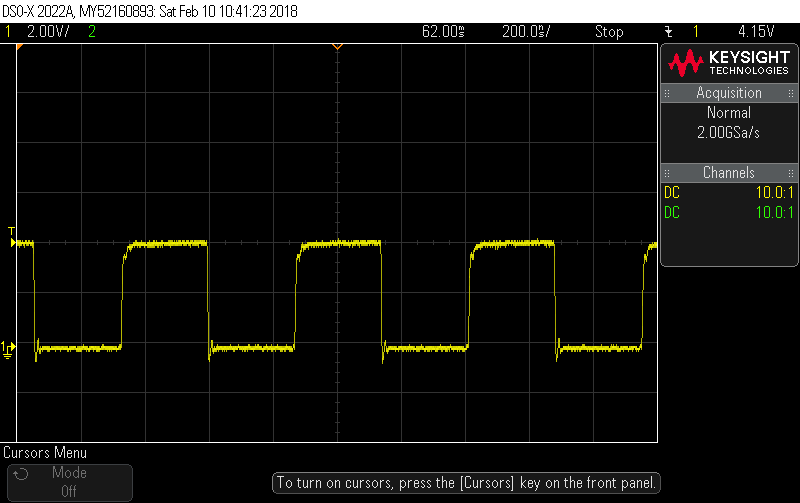 DSO-X 2022A, MY52160893: Sat Feb 10 10:41:23 2018
1 2.00V/ 2 62.00s 200.0s/ Stop 1 4.15V
KEYSIGHT
TECHNOLOGIES
Acquisition
Normal
2.00GSa/s
Channels
DC 10.0:1
DC 10.0:1
T
1
Cursors Menu
Mode
Off
To turn on cursors, press the [Cursors] key on the front panel.